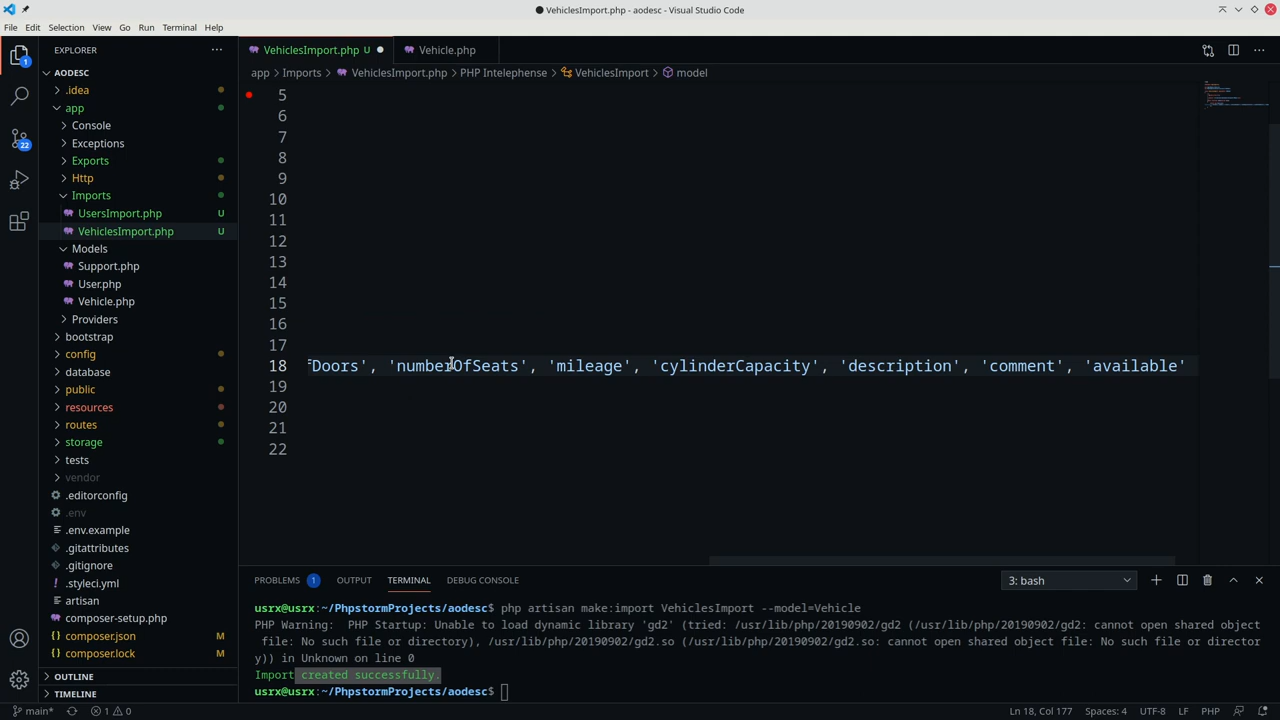 VehiclesImport.php - aodesc - Visual Studio Code
File Edit Selection View Go Run Terminal Help
EXPLORER
VehiclesImport.php U
Vehicle.php
AODESC
app > Imports > VehiclesImport.php > PHP Intelephense > VehiclesImport > model
.idea
app
Console
Exceptions
Exports
Http
Imports
UsersImport.php U
VehiclesImport.php U
Models
Support.php
User.php
Vehicle.php
Providers
bootstrap
config
database
public
resources
routes
storage
tests
vendor
.editorconfig
.env
.env.example
.gitattributes
.gitignore
.styleci.yml
artisan
composer-setup.php
composer.json M
composer.lock M
OUTLINE
TIMELINE
1
22
5
6
7
8
9
10
11
12
13
14
15
16
17
18 fDoors', 'numberOfSeats', 'mileage', 'cylinderCapacity', 'description', 'comment', 'available'
19
20
21
22
PROBLEMS 1 OUTPUT TERMINAL DEBUG CONSOLE
3: bash
usrx@usrx:~/PhpstormProjects/aodesc$ php artisan make:import VehiclesImport --model=Vehicle
PHP Warning:  PHP Startup: Unable to load dynamic library 'gd2' (tried: /usr/lib/php/20190902/gd2 (/usr/lib/php/20190902/gd2: cannot open shared object
file: No such file or directory), /usr/lib/php/20190902/gd2.so (/usr/lib/php/20190902/gd2.so: cannot open shared object file: No such file or director
y)) in Unknown on line 0
Import created successfully.
usrx@usrx:~/PhpstormProjects/aodesc$
main* 1 0 Ln 18, Col 177 Spaces: 4 UTF-8 LF PHP